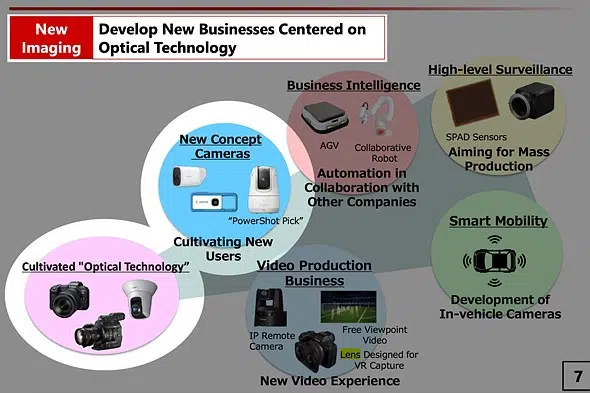 New
Imaging
Develop New Businesses Centered on
Optical Technology
High-level Surveillance
SPAD Sensors
Aiming for Mass
Production
Business Intelligence
AGV
Collaborative
Robot
Automation in
Collaboration with
Other Companies
New Concept
Cameras
"PowerShot Pick"
Cultivating New
Users
Smart Mobility
Development of
In-vehicle Cameras
Cultivated "Optical Technology"
Video Production
Business
IP Remote
Camera
Free Viewpoint
Video
Lens Designed for
VR Capture
New Video Experience
7